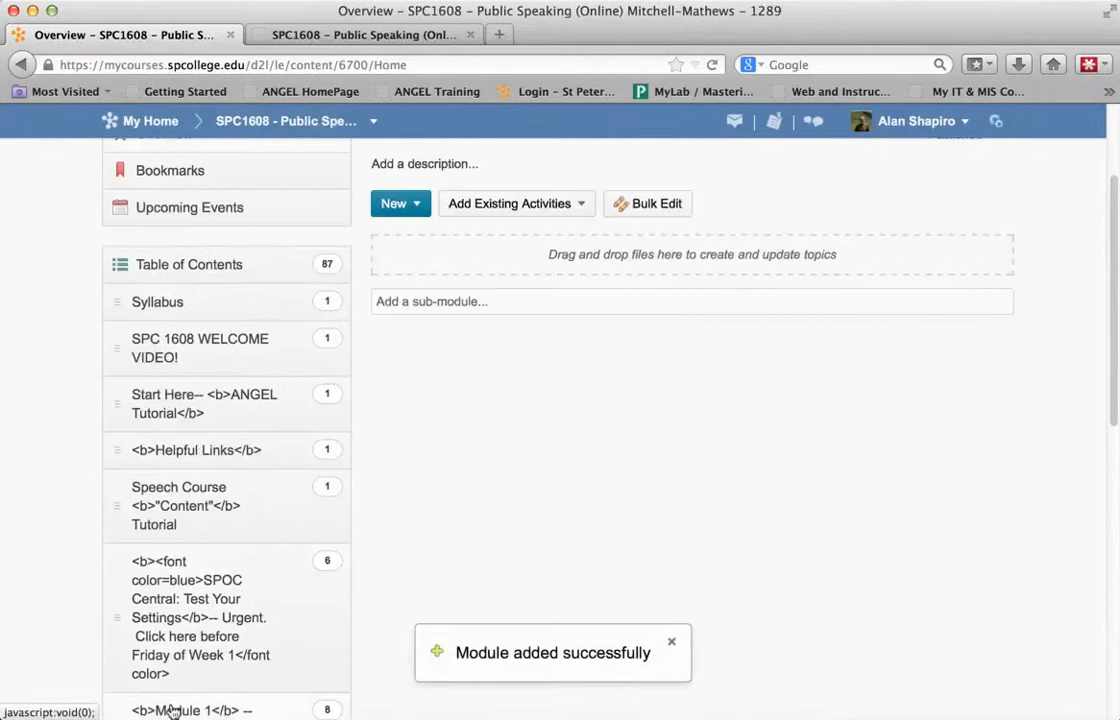 Overview – SPC1608 – Public Speaking (Online) Mitchell-Mathews - 1289
Overview – SPC1608 – Public S...
SPC1608 – Public Speaking (Onl...
https://mycourses.spcollege.edu/d2l/le/content/6700/Home
Google
Most Visited
Getting Started
ANGEL HomePage
ANGEL Training
Login – St Peter...
MyLab / Masteri...
Web and Instruc...
My IT & MIS Co...
My Home
SPC1608 - Public Spe...
Alan Shapiro
Add a description...
Bookmarks
Upcoming Events
New
Add Existing Activities
Bulk Edit
Drag and drop files here to create and update topics
Add a sub-module...
Table of Contents 87
Syllabus 1
SPC 1608 WELCOME 1
VIDEO!
Start Here-- <b>ANGEL 1
Tutorial</b>
<b>Helpful Links</b> 1
Speech Course 1
<b>"Content"</b>
Tutorial
<b><font 6
color=blue>SPOC
Central: Test Your
Settings</b>-- Urgent.
Click here before
Friday of Week 1</font
color>
Module added successfully
<b>Module 1</b> -- 8
javascript:void(0);